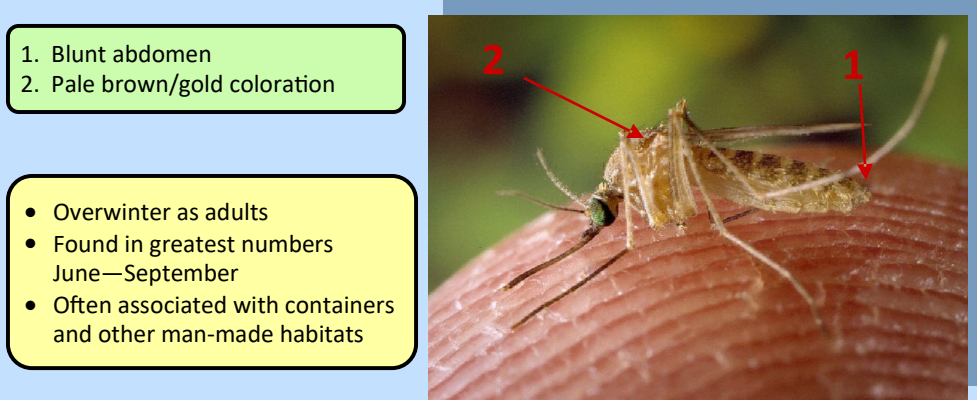 1. Blunt abdomen
2. Pale brown/gold coloration
• Overwinter as adults
• Found in greatest numbers
June—September
• Often associated with containers
and other man-made habitats
2
1